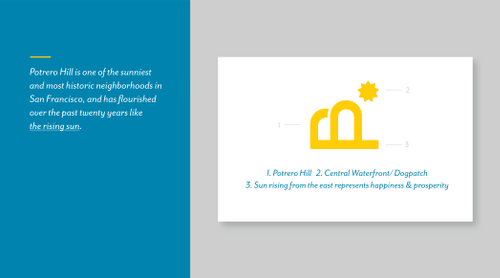 Potrero Hill is one of the sunniest
and most historic neighborhoods in
San Francisco, and has flourished
over the past twenty years like
the rising sun.
2
1
3
1. Potrero Hill 2. Central Waterfront/Dogpatch
3. Sun rising from the east represents happiness & prosperity